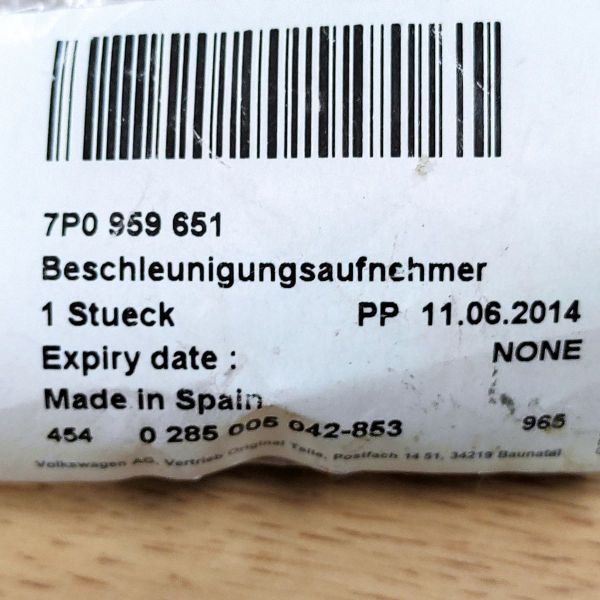 7P0 959 651
Beschleunigungsaufnehmer
1 Stueck PP 11.06.2014
Expiry date : NONE
Made in Spain
454 0 285 005 042-853 965
Volkswagen AG, Vertrieb Original Teile, Postfach 14 51, 34219 Baunatal